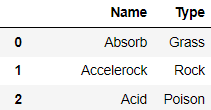 Name Type
0 Absorb Grass
1 Accelerock Rock
2 Acid Poison